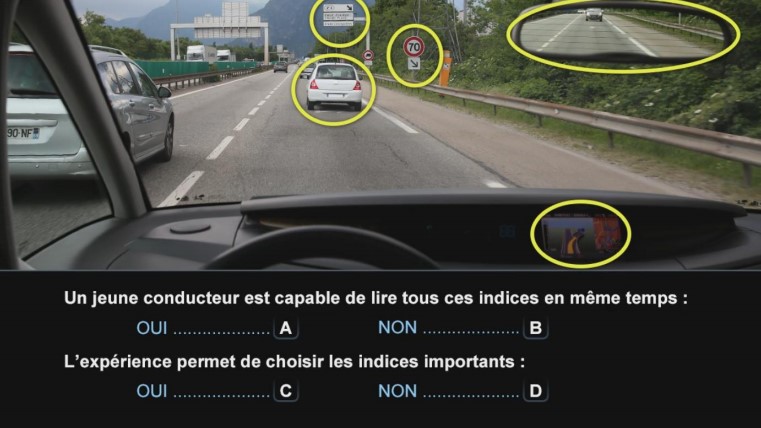 70
90-NF
Un jeune conducteur est capable de lire tous ces indices en même temps :
OUI .................... A NON .................... B
L'expérience permet de choisir les indices importants :
OUI .................... C NON .................... D